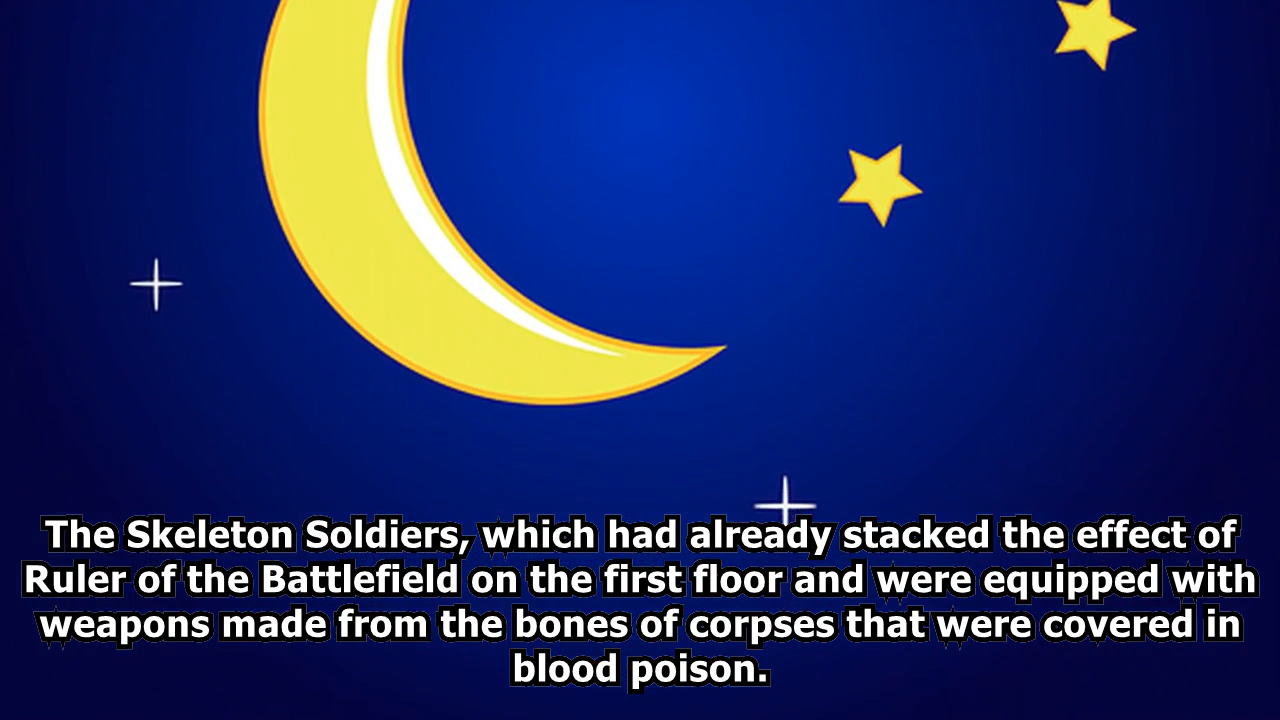 The Skeleton Soldiers, which had already stacked the effect of
Ruler of the Battlefield on the first floor and were equipped with
weapons made from the bones of corpses that were covered in
blood poison.